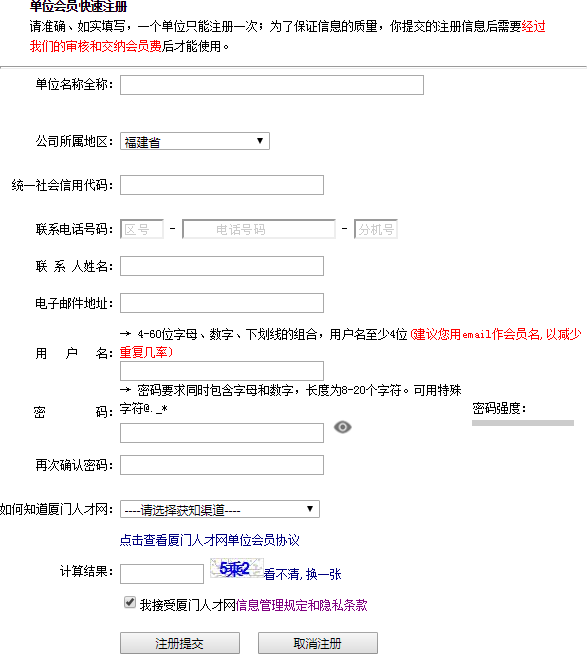 单位会员快速注册
请准确、如实填写，一个单位只能注册一次；为了保证信息的质量，你提交的注册信息后需要经过
我们的审核和交纳会员费后才能使用。
单位名称全称：
公司所属地区： 福建省
统一社会信用代码：
联系电话号码： 区号 - 电话号码 - 分机号
联 系 人姓名：
电子邮件地址：
→ 4-60位字母、数字、下划线的组合，用户名至少4位(建议您用email作会员名,以减少
用 户 名： 重复几率)
→ 密码要求同时包含字母和数字，长度为8-20个字符。可用特殊
密 码： 字符@._* 密码强度：
再次确认密码：
如何知道厦门人才网： ----请选择获知渠道----
点击查看厦门人才网单位会员协议
计算结果： 5乘2 看不清,换一张
我接受厦门人才网信息管理规定和隐私条款
注册提交 取消注册